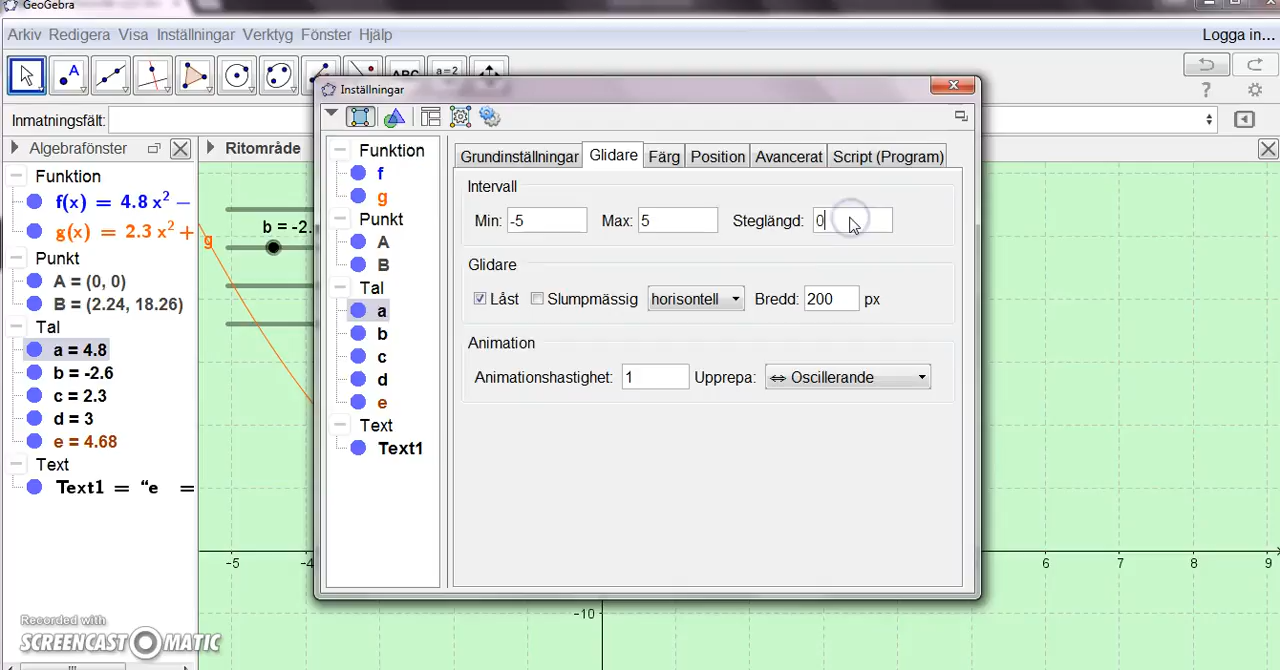 GeoGebra
Arkiv Redigera Visa Inställningar Verktyg Fönster Hjälp
Logga in...
A
ABC
a=2
?
Inmatningsfält:
Algebrafönster
Ritområde
Funktion
f(x) = 4.8 x² −
g(x) = 2.3 x² +
Punkt
A = (0, 0)
B = (2.24, 18.26)
Tal
a = 4.8
b = -2.6
c = 2.3
d = 3
e = 4.68
Text
Text1 = “e =
g
b = -2.
Inställningar
Funktion
f
g
Punkt
A
B
Tal
a
b
c
d
e
Text
Text1
Grundinställningar Glidare Färg Position Avancerat Script (Program)
Intervall
Min: -5 Max: 5 Steglängd: 0
Glidare
Låst Slumpmässig horisontell Bredd: 200 px
Animation
Animationshastighet: 1 Upprepa: ⇔ Oscillerande
-5 -4 6 7 8 9
-10
Recorded with
SCREENCAST MATIC